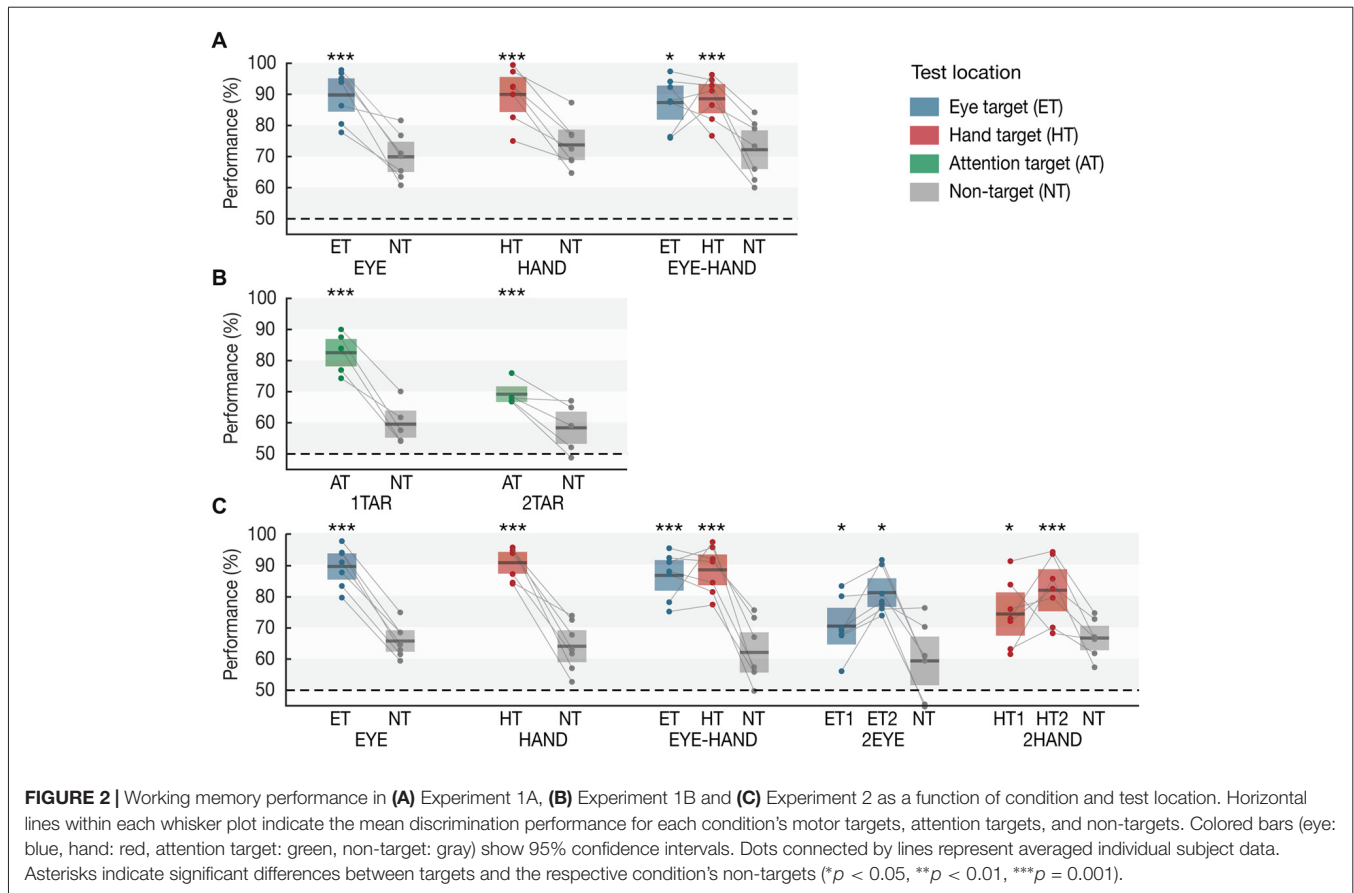 A
*** *** * ***
100
90
80
70
60
50
Performance (%)
ET NT HT NT ET HT NT
EYE HAND EYE-HAND
Test location
Eye target (ET)
Hand target (HT)
Attention target (AT)
Non-target (NT)
B
*** ***
100
90
80
70
60
50
Performance (%)
AT NT AT NT
1TAR 2TAR
C
*** *** *** *** * * * ***
100
90
80
70
60
50
Performance (%)
ET NT HT NT ET HT NT ET1 ET2 NT HT1 HT2 NT
EYE HAND EYE-HAND 2EYE 2HAND
FIGURE 2 | Working memory performance in (A) Experiment 1A, (B) Experiment 1B and (C) Experiment 2 as a function of condition and test location. Horizontal
lines within each whisker plot indicate the mean discrimination performance for each condition's motor targets, attention targets, and non-targets. Colored bars (eye:
blue, hand: red, attention target: green, non-target: gray) show 95% confidence intervals. Dots connected by lines represent averaged individual subject data.
Asterisks indicate significant differences between targets and the respective condition's non-targets (*p < 0.05, **p < 0.01, ***p = 0.001).